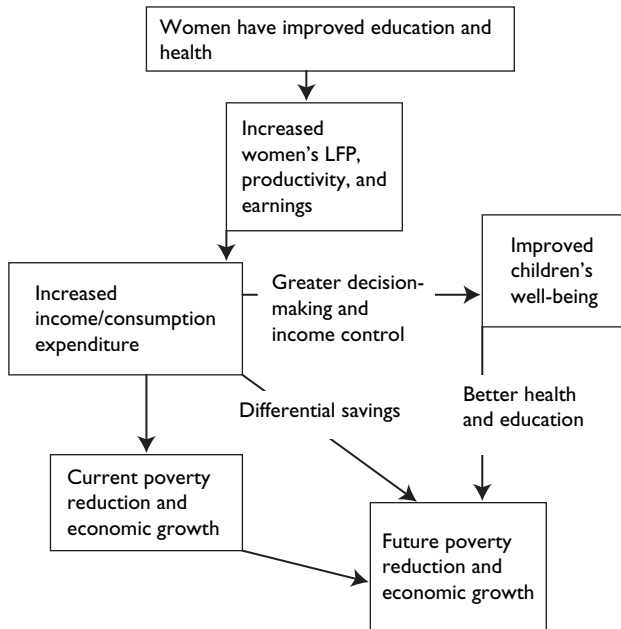 Women have improved education and
health
Increased
women's LFP,
productivity, and
earnings
Increased
income/consumption
expenditure
Greater decision-
making and
income control
Improved
children's
well-being
Differential savings
Better health
and education
Current poverty
reduction and
economic growth
Future poverty
reduction and
economic growth